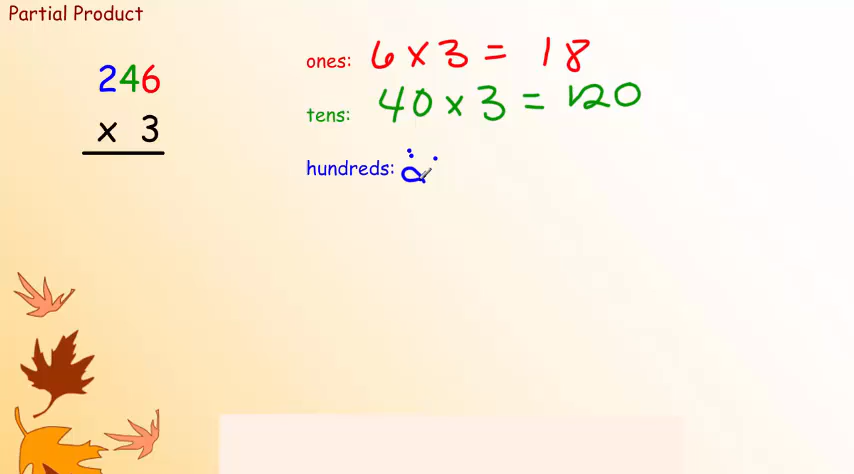 Partial Product
246
x 3
ones: 6 x 3 = 18
tens: 40 x 3 = 120
hundreds: